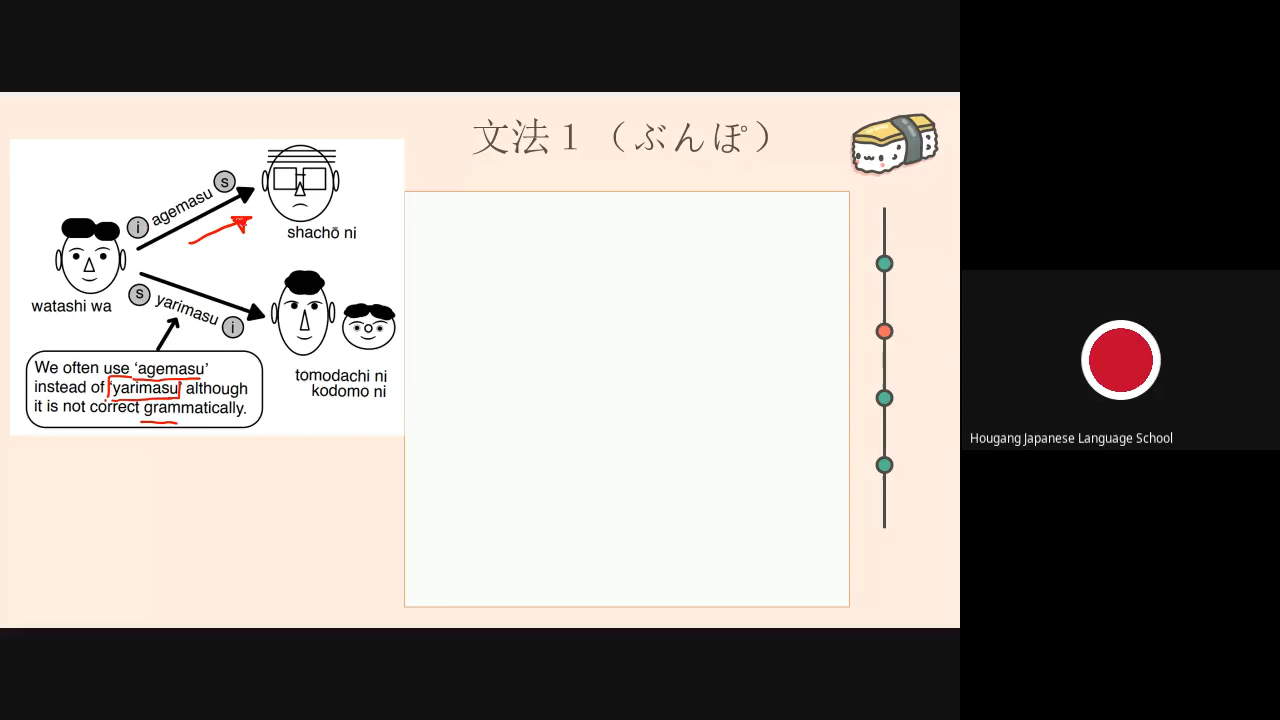 文法１（ぶんぽ）
s
agemasu
i
shachō ni
watashi wa
s
yarimasu
i
We often use ‘agemasu’
instead of ‘yarimasu’ although
it is not correct grammatically.
tomodachi ni
kodomo ni
Hougang Japanese Language School